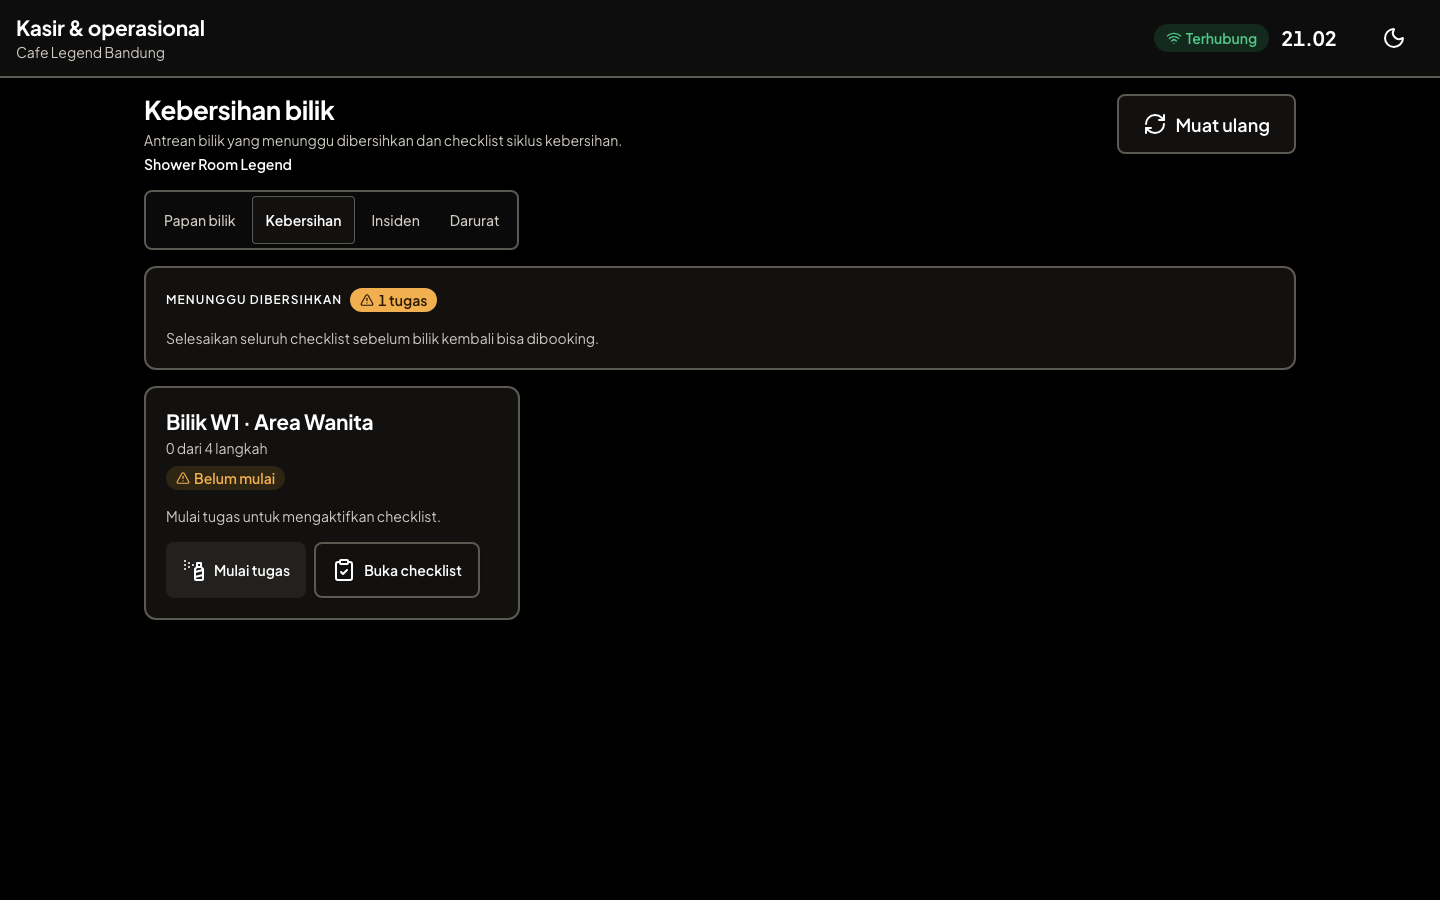 Kasir & operasional
Cafe Legend Bandung
Terhubung
21.02
Kebersihan bilik
Antrean bilik yang menunggu dibersihkan dan checklist siklus kebersihan.
Shower Room Legend
Muat ulang
Papan bilik
Kebersihan
Insiden
Darurat
MENUNGGU DIBERSIHKAN
1 tugas
Selesaikan seluruh checklist sebelum bilik kembali bisa dibooking.
Bilik W1 · Area Wanita
0 dari 4 langkah
Belum mulai
Mulai tugas untuk mengaktifkan checklist.
Mulai tugas
Buka checklist